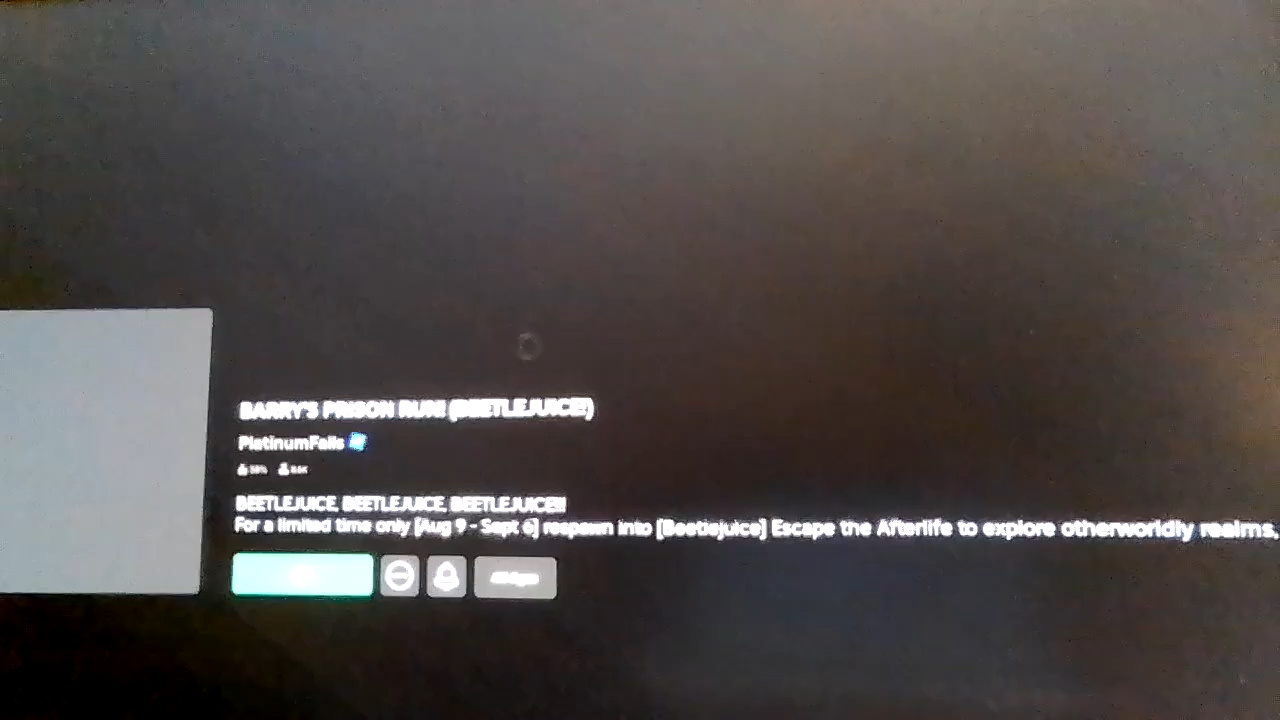 BARRY'S PRISON RUN! (BEETLEJUICE!)
PlatinumFalls
BEETLEJUICE, BEETLEJUICE, BEETLEJUICE!!!
For a limited time only [Aug 9 - Sept 6] respawn into [Beetlejuice] Escape the Afterlife to explore otherworldly realms,